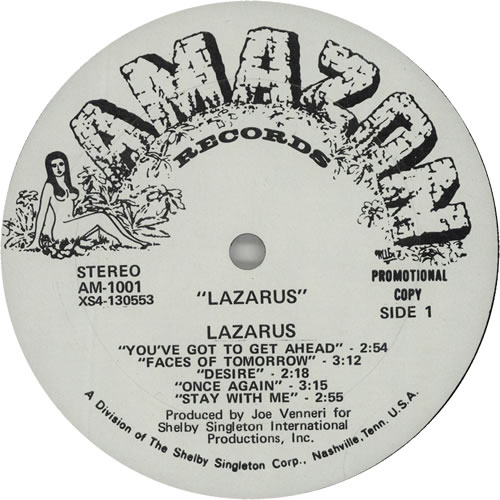 AMAZON
RECORDS
STEREO
AM-1001
XS4-130553
PROMOTIONAL
COPY
SIDE 1
"LAZARUS"
LAZARUS
"YOU'VE GOT TO GET AHEAD" - 2:54
"FACES OF TOMORROW" - 3:12
"DESIRE" - 2:18
"ONCE AGAIN" - 3:15
"STAY WITH ME" - 2:55
Produced by Joe Venneri for
Shelby Singleton International
Productions, Inc.
A Division of The Shelby Singleton Corp., Nashville, Tenn. U.S.A.